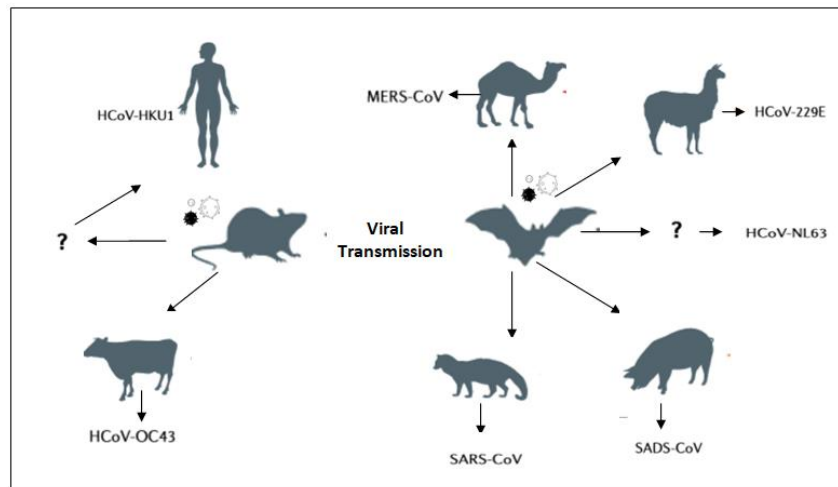 MERS-CoV
HCoV-229E
HCoV-HKU1
?
Viral
Transmission
?
HCoV-NL63
HCoV-OC43
SARS-CoV
SADS-CoV